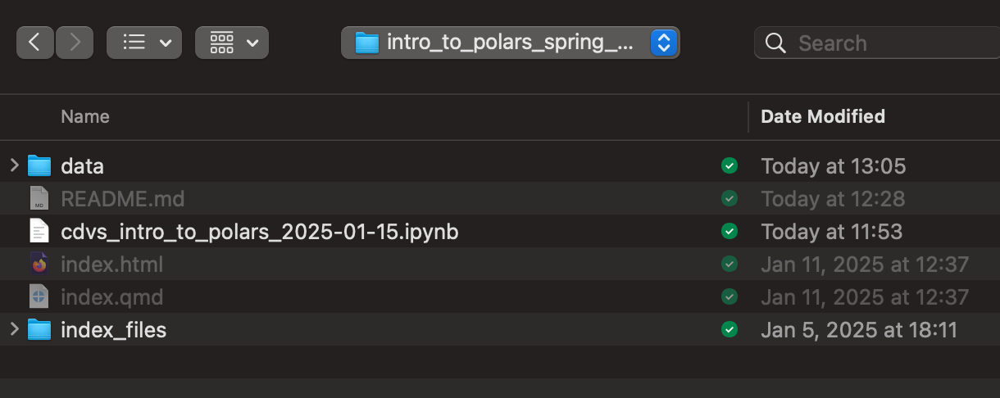 intro_to_polars_spring_...
Search
Name Date Modified
data Today at 13:05
MD README.md Today at 12:28
cdvs_intro_to_polars_2025-01-15.ipynb Today at 11:53
index.html Jan 11, 2025 at 12:37
index.qmd Jan 11, 2025 at 12:37
index_files Jan 5, 2025 at 18:11